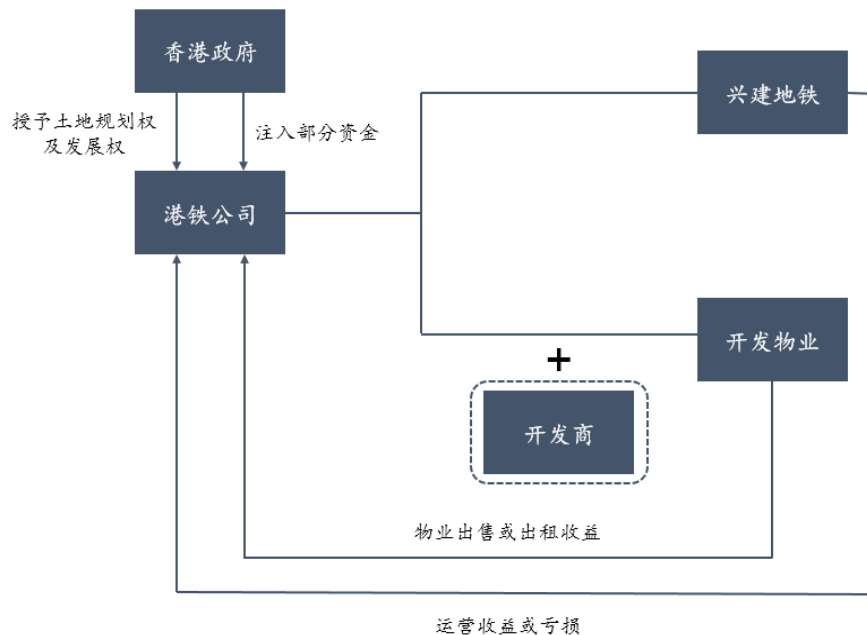 香港政府
兴建地铁
授予土地规划权
及发展权
注入部分资金
港铁公司
开发物业
+
开发商
物业出售或出租收益
运营收益或亏损